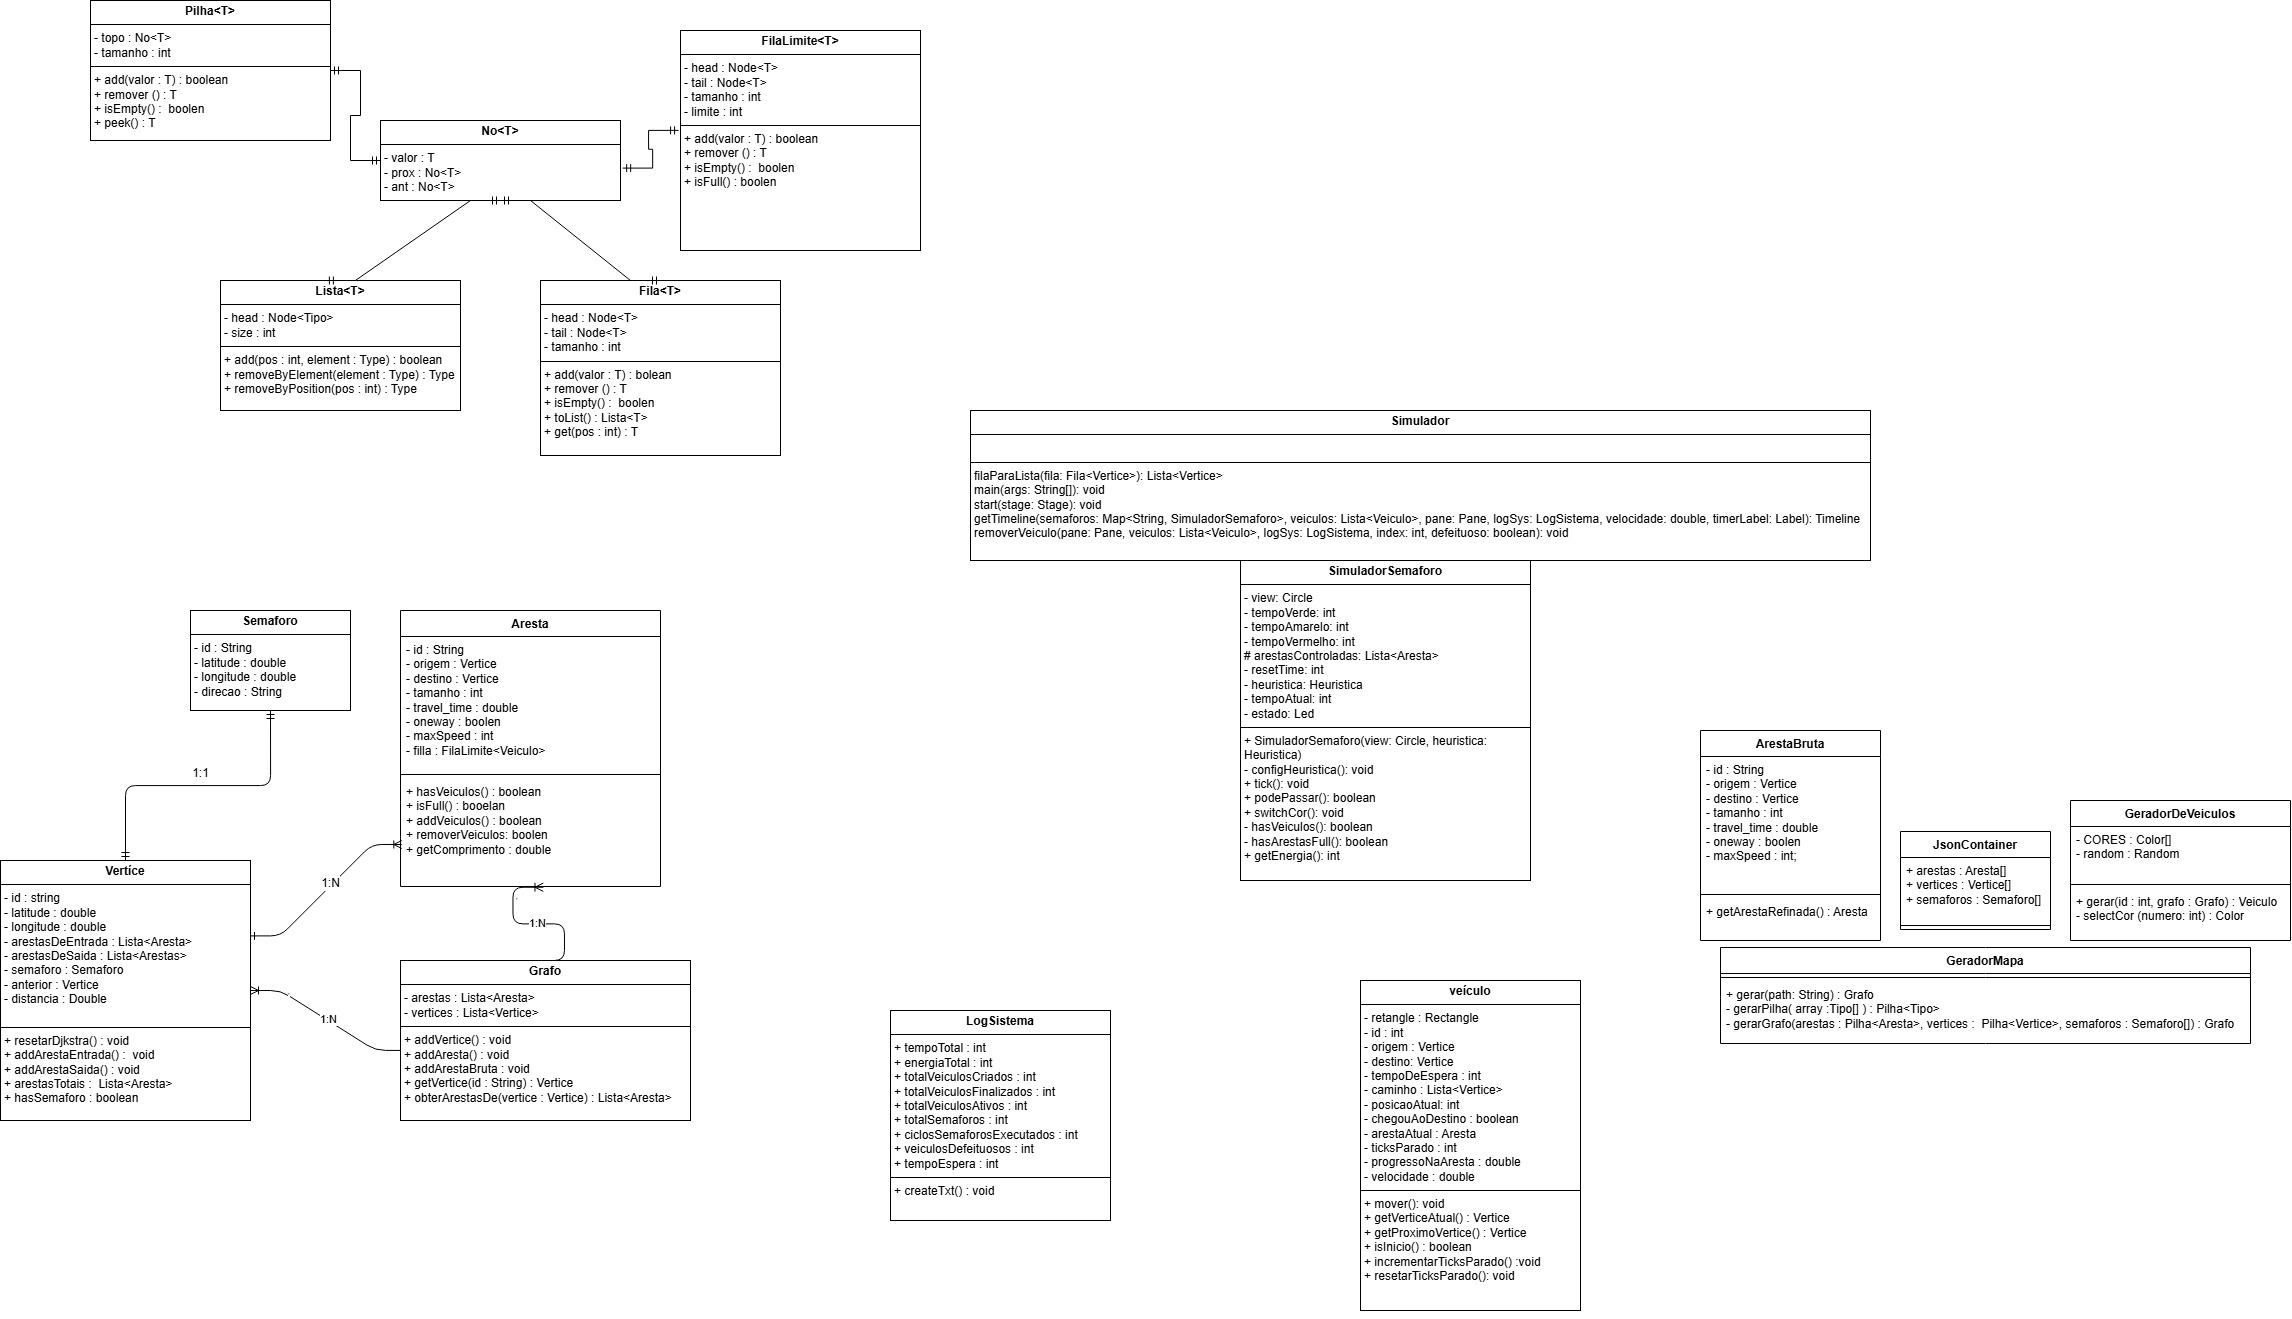 Pilha<T>
- topo : No<T>
- tamanho : int
+ add(valor : T) : boolean
+ remover () : T
+ isEmpty() :  boolen
+ peek() : T
FilaLimite<T>
- head : Node<T>
- tail : Node<T>
- tamanho : int
- limite : int
+ add(valor : T) : boolean
+ remover () : T
+ isEmpty() :  boolen
+ isFull() : boolen
No<T>
- valor : T
- prox : No<T>
- ant : No<T>
Lista<T>
- head : Node<Tipo>
- size : int
+ add(pos : int, element : Type) : boolean
+ removeByElement(element : Type) : Type
+ removeByPosition(pos : int) : Type
Fila<T>
- head : Node<T>
- tail : Node<T>
- tamanho : int
+ add(valor : T) : bolean
+ remover () : T
+ isEmpty() :  boolen
+ toList() : Lista<T>
+ get(pos : int) : T
Simulador
filaParaLista(fila: Fila<Vertice>): Lista<Vertice>
main(args: String[]): void
start(stage: Stage): void
getTimeline(semaforos: Map<String, SimuladorSemaforo>, veiculos: Lista<Veiculo>, pane: Pane, logSys: LogSistema, velocidade: double, timerLabel: Label): Timeline
removerVeiculo(pane: Pane, veiculos: Lista<Veiculo>, logSys: LogSistema, index: int, defeituoso: boolean): void
SimuladorSemaforo
- view: Circle
- tempoVerde: int
- tempoAmarelo: int
- tempoVermelho: int
# arestasControladas: Lista<Aresta>
- resetTime: int
- heuristica: Heuristica
- tempoAtual: int
- estado: Led
+ SimuladorSemaforo(view: Circle, heuristica:
Heuristica)
- configHeuristica(): void
+ tick(): void
+ podePassar(): boolean
+ switchCor(): void
- hasVeiculos(): boolean
- hasArestasFull(): boolean
+ getEnergia(): int
Semaforo
- id : String
- latitude : double
- longitude : double
- direcao : String
1:1
Aresta
- id : String
- origem : Vertice
- destino : Vertice
- tamanho : int
- travel_time : double
- oneway : boolen
- maxSpeed : int
- filla : FilaLimite<Veiculo>
+ hasVeiculos() : boolean
+ isFull() : booelan
+ addVeiculos() : boolean
+ removerVeiculos: boolen
+ getComprimento : double
1:N
1:N
1:N
Vertíce
- id : string
- latitude : double
- longitude : double
- arestasDeEntrada : Lista<Aresta>
- arestasDeSaida : Lista<Arestas>
- semaforo : Semaforo
- anterior : Vertice
- distancia : Double
+ resetarDjkstra() : void
+ addArestaEntrada() :  void
+ addArestaSaida() : void
+ arestasTotais :  Lista<Aresta>
+ hasSemaforo : boolean
Grafo
- arestas : Lista<Aresta>
- vertices : Lista<Vertice>
+ addVertice() : void
+ addAresta() : void
+ addArestaBruta : void
+ getVertice(id : String) : Vertice
+ obterArestasDe(vertice : Vertice) : Lista<Aresta>
ArestaBruta
- id : String
- origem : Vertice
- destino : Vertice
- tamanho : int
- travel_time : double
- oneway : boolen
- maxSpeed : int;
+ getArestaRefinada() : Aresta
JsonContainer
+ arestas : Aresta[]
+ vertices : Vertice[]
+ semaforos : Semaforo[]
GeradorDeVeiculos
- CORES : Color[]
- random : Random
+ gerar(id : int, grafo : Grafo) : Veiculo
- selectCor (numero: int) : Color
GeradorMapa
+ gerar(path: String) : Grafo
- gerarPilha( array :Tipo[] ) : Pilha<Tipo>
- gerarGrafo(arestas : Pilha<Aresta>, vertices :  Pilha<Vertice>, semaforos : Semaforo[]) : Grafo
LogSistema
+ tempoTotal : int
+ energiaTotal : int
+ totalVeiculosCriados : int
+ totalVeiculosFinalizados : int
+ totalVeiculosAtivos : int
+ totalSemaforos : int
+ ciclosSemaforosExecutados : int
+ veiculosDefeituosos : int
+ tempoEspera : int
+ createTxt() : void
veículo
- retangle : Rectangle
- id : int
- origem : Vertice
- destino: Vertice
- tempoDeEspera : int
- caminho : Lista<Vertice>
- posicaoAtual: int
- chegouAoDestino : boolean
- arestaAtual : Aresta
- ticksParado : int
- progressoNaAresta : double
- velocidade : double
+ mover(): void
+ getVerticeAtual() : Vertice
+ getProximoVertice() : Vertice
+ isInicio() : boolean
+ incrementarTicksParado() :void
+ resetarTicksParado(): void